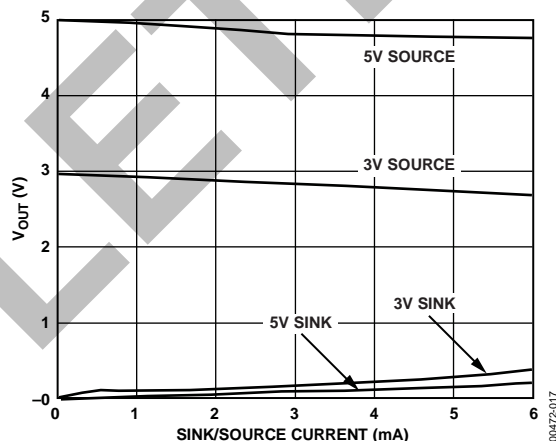 5
4
3
2
1
–0
V_OUT (V)
5V SOURCE
3V SOURCE
5V SINK
3V SINK
0 1 2 3 4 5 6
SINK/SOURCE CURRENT (mA)
00472-017
LET